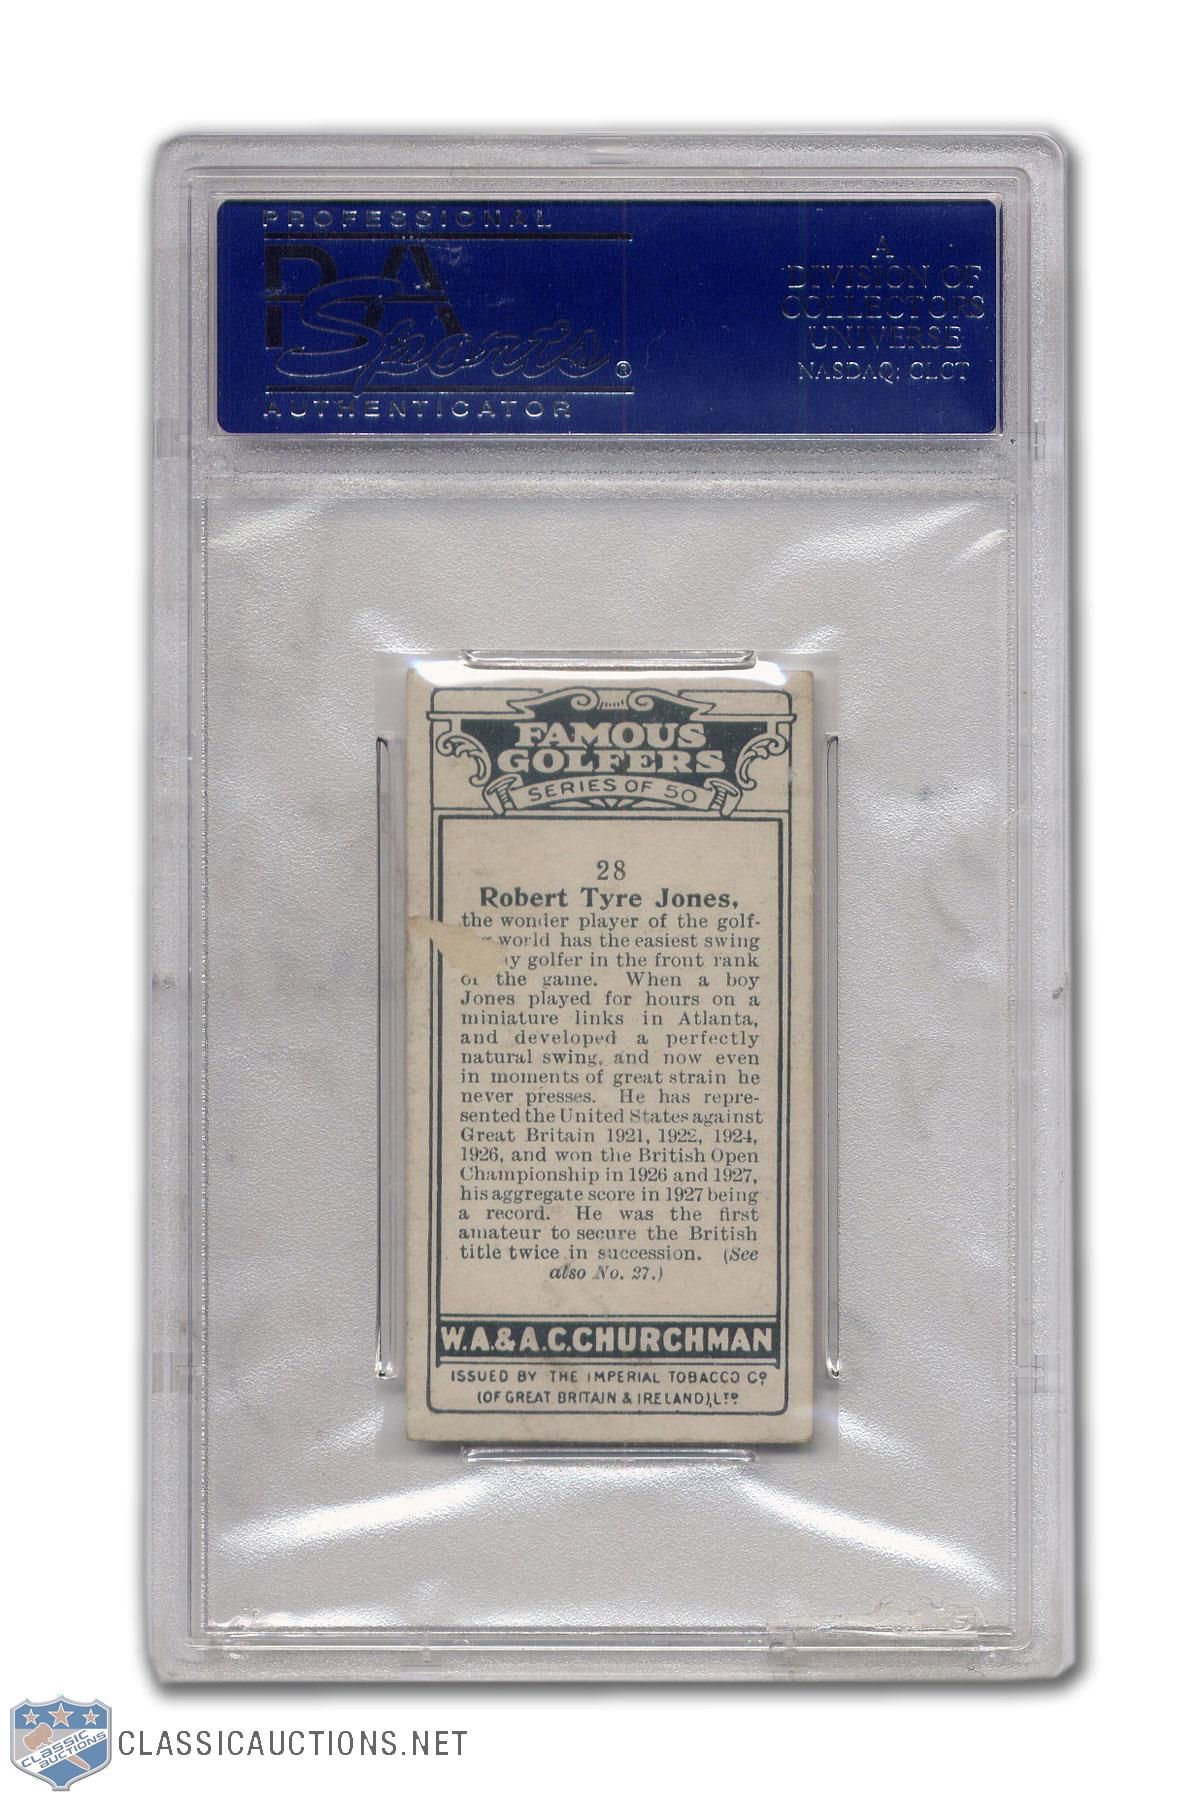 PROFESSIONAL
PSA
Sports®
AUTHENTICATOR
A
DIVISION OF
COLLECTORS
UNIVERSE
NASDAQ: CLCT
FAMOUS
GOLFERS
SERIES OF 50
28
Robert Tyre Jones,
the wonder player of the golf-
world has the easiest swing
golfer in the front rank
of the game. When a boy
Jones played for hours on a
miniature links in Atlanta,
and developed a perfectly
natural swing, and now even
in moments of great strain he
never presses. He has repre-
sented the United States against
Great Britain 1921, 1922, 1924,
1926, and won the British Open
Championship in 1926 and 1927,
his aggregate score in 1927 being
a record. He was the first
amateur to secure the British
title twice in succession. (See
also No. 27.)
W.A.&A.C.CHURCHMAN
ISSUED BY THE IMPERIAL TOBACCO Cº
(OF GREAT BRITAIN & IRELAND), LTD
CLASSIC
AUCTIONS
CLASSICAUCTIONS.NET